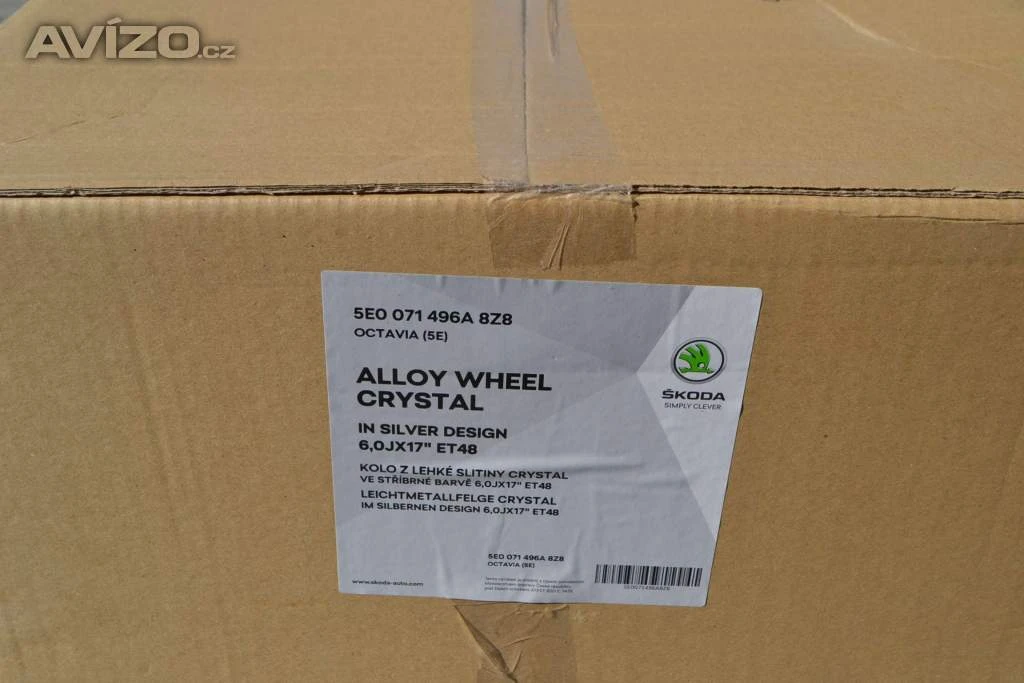 AVÍZO.cz
5E0 071 496A 8Z8
OCTAVIA (5E)
ALLOY WHEEL
CRYSTAL
IN SILVER DESIGN
6,0JX17" ET48
KOLO Z LEHKÉ SLITINY CRYSTAL
VE STŘÍBRNÉ BARVĚ 6,0JX17" ET48
LEICHTMETALLFELGE CRYSTAL
IM SILBERNEN DESIGN 6,0JX17" ET48
ŠKODA
SIMPLY CLEVER
5E0 071 496A 8Z8
OCTAVIA (5E)
www.skoda-auto.com
5E0071496A8Z8